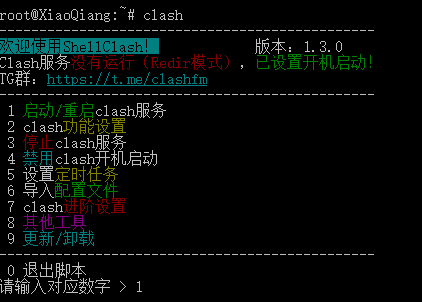 root@XiaoQiang:~# clash
欢迎使用ShellClash! 版本: 1.3.0
Clash服务没有运行（Redir模式）, 已设置开机启动!
TG群: https://t.me/clashfm
1 启动/重启clash服务
2 clash功能设置
3 停止clash服务
4 禁用clash开机启动
5 设置定时任务
6 导入配置文件
7 clash进阶设置
8 其他工具
9 更新/卸载
0 退出脚本
请输入对应数字 > 1